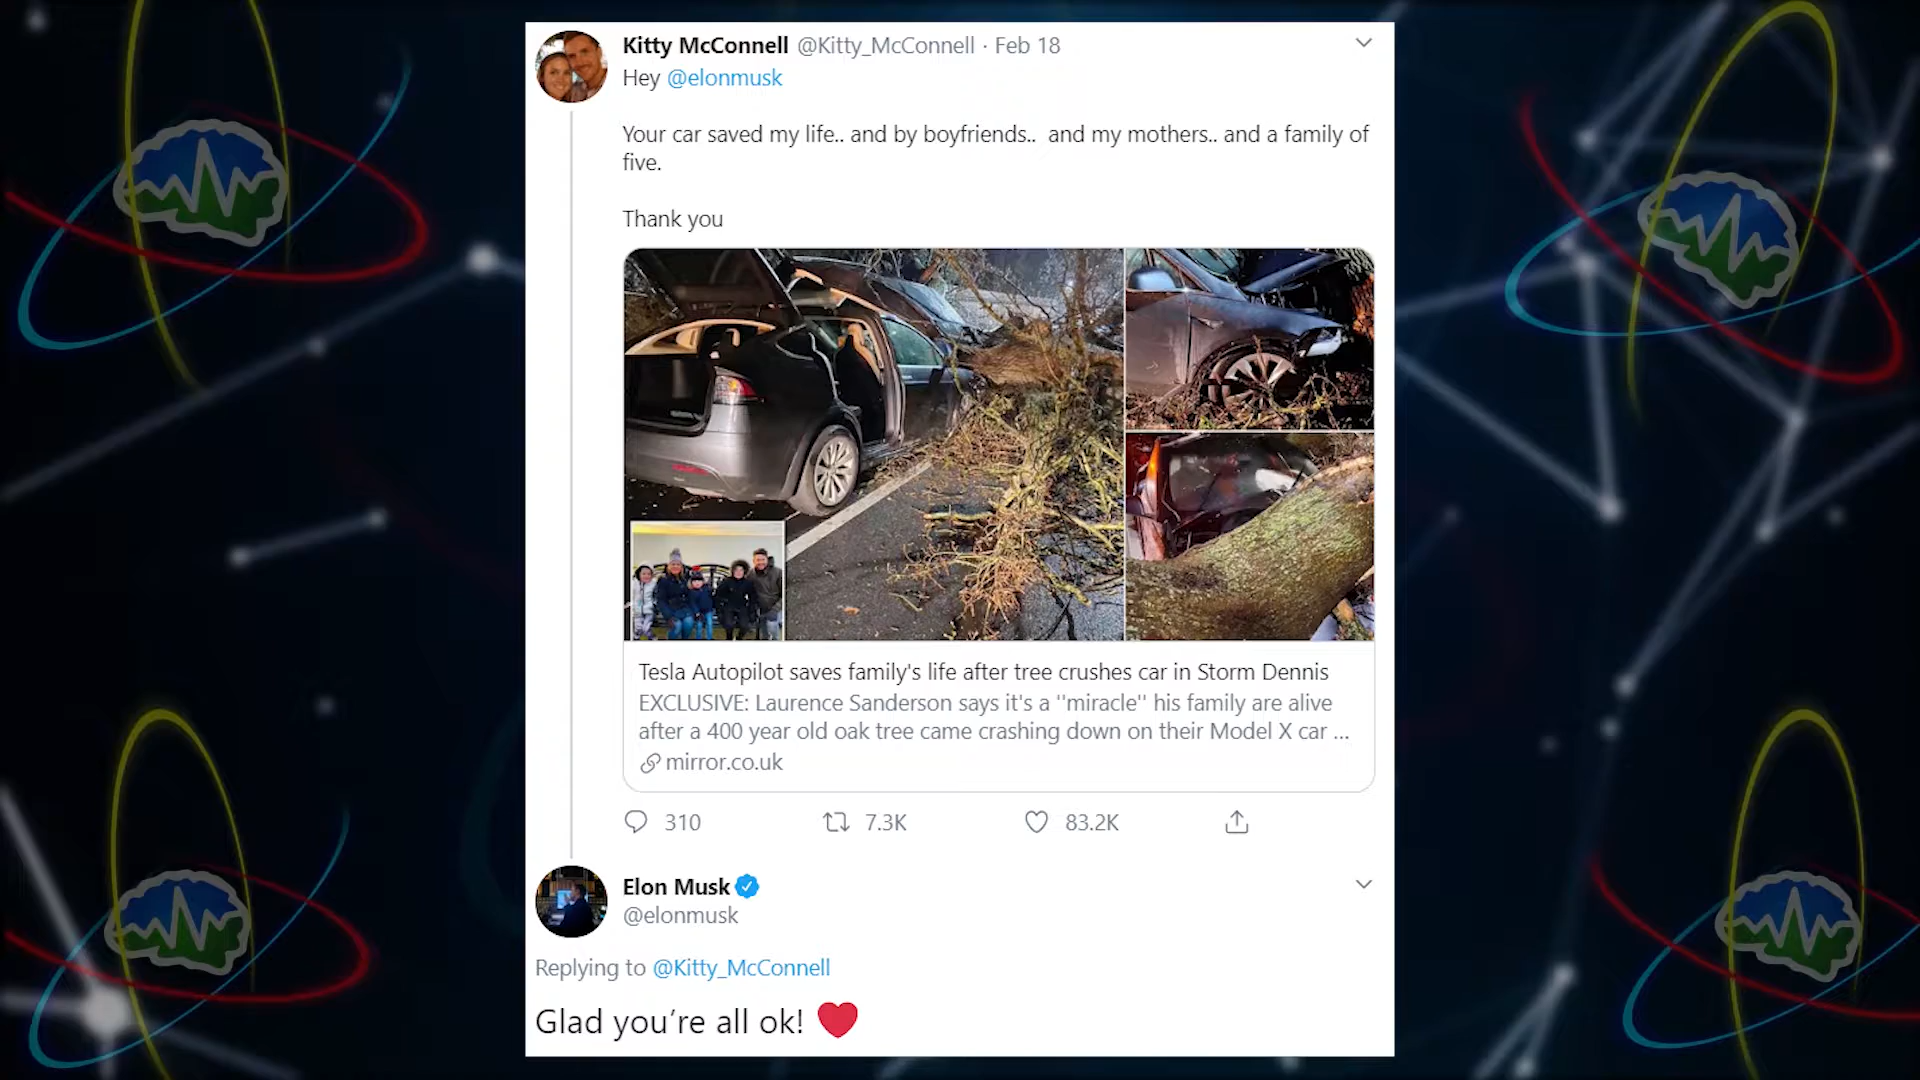 Kitty McConnell @Kitty_McConnell · Feb 18
Hey @elonmusk
Your car saved my life.. and by boyfriends.. and my mothers.. and a family of
five.
Thank you
Tesla Autopilot saves family's life after tree crushes car in Storm Dennis
EXCLUSIVE: Laurence Sanderson says it's a "miracle" his family are alive
after a 400 year old oak tree came crashing down on their Model X car ...
mirror.co.uk
310 7.3K 83.2K
Elon Musk
@elonmusk
Replying to @Kitty_McConnell
Glad you're all ok! ❤